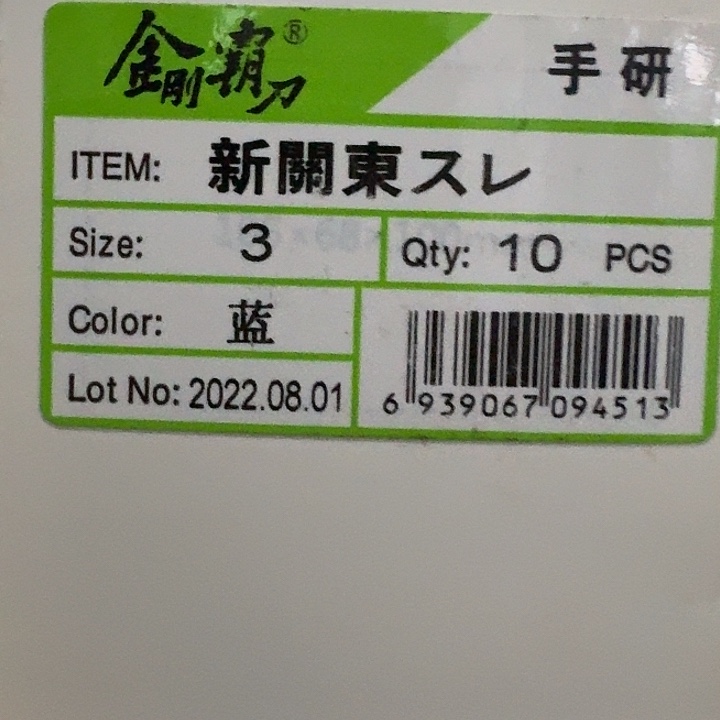 金剛霸刀®
手研
ITEM: 新關東スレ
Size: 3
Qty: 10 PCS
Color: 蓝
Lot No: 2022.08.01
6 939067 094513